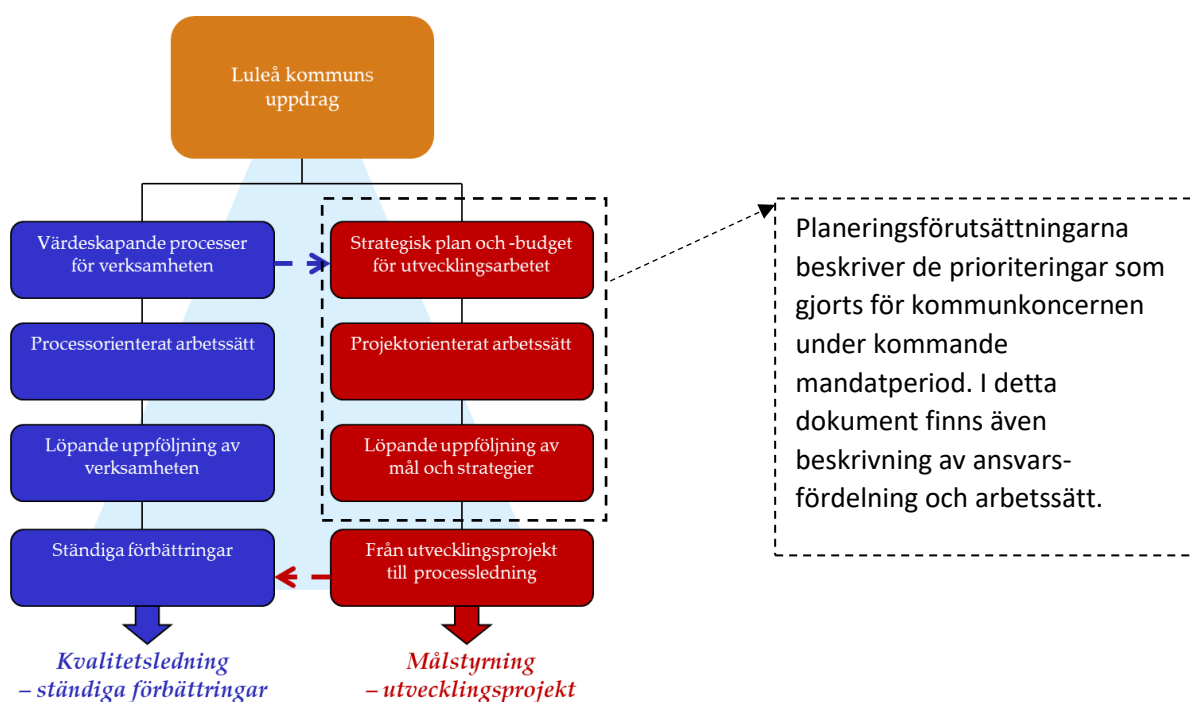 Luleå kommuns
uppdrag
Värdeskapande processer
för verksamheten
Strategisk plan och -budget
för utvecklingsarbetet
Processorienterat arbetssätt
Projektorienterat arbetssätt
Löpande uppföljning av
verksamheten
Löpande uppföljning av
mål och strategier
Ständiga förbättringar
Från utvecklingsprojekt
till processledning
Kvalitetsledning
– ständiga förbättringar
Målstyrning
– utvecklingsprojekt
Planeringsförutsättningarna
beskriver de prioriteringar som
gjorts för kommunkoncernen
under kommande
mandatperiod. I detta
dokument finns även
beskrivning av ansvars-
fördelning och arbetssätt.